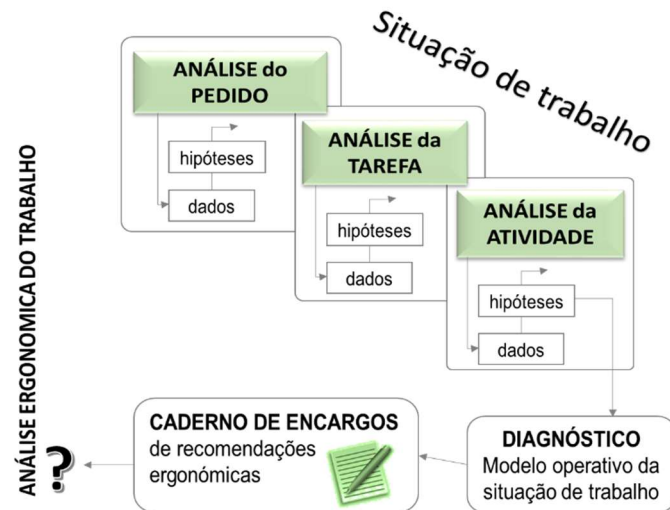 Situação de trabalho
ANÁLISE do
PEDIDO
hipóteses
dados
ANÁLISE da
TAREFA
hipóteses
dados
ANÁLISE da
ATIVIDADE
hipóteses
dados
ANÁLISE ERGONOMICA DO TRABALHO
?
CADERNO DE ENCARGOS
de recomendações
ergonómicas
DIAGNÓSTICO
Modelo operativo da
situação de trabalho